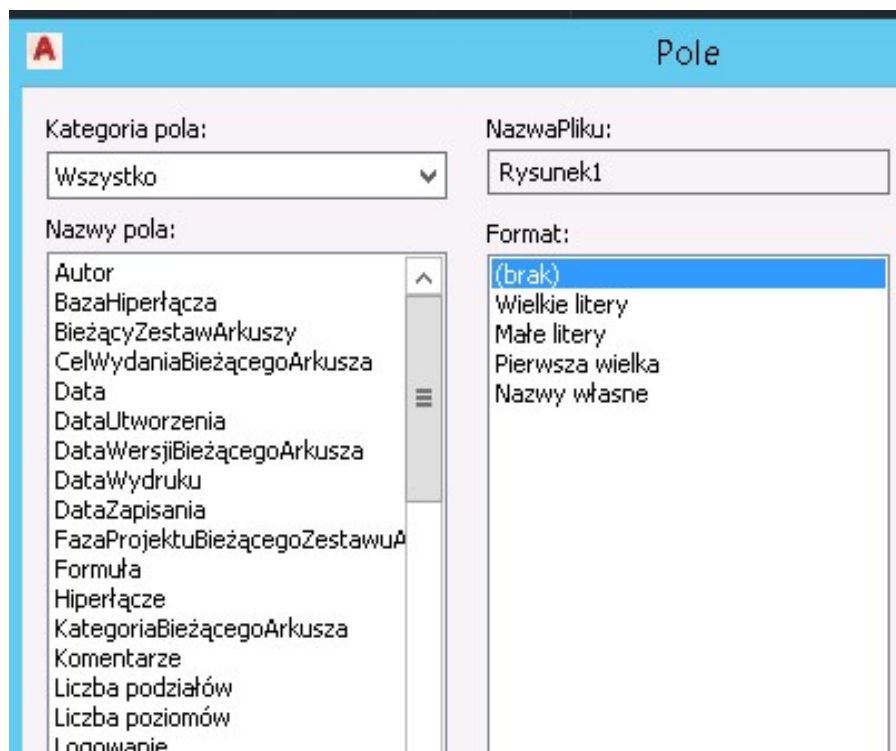 Pole
Kategoria pola:
Wszystko
Nazwy pola:
Autor
BazaHiperłącza
BieżącyZestawArkuszy
CelWydaniaBieżącegoArkusza
Data
DataUtworzenia
DataWersjiBieżącegoArkusza
DataWydruku
DataZapisania
FazaProjektuBieżącegoZestawuA
Formuła
Hiperłącze
KategoriaBieżącegoArkusza
Komentarze
Liczba podziałów
Liczba poziomów
Logowanie
NazwaPliku:
Rysunek1
Format:
(brak)
Wielkie litery
Małe litery
Pierwsza wielka
Nazwy własne